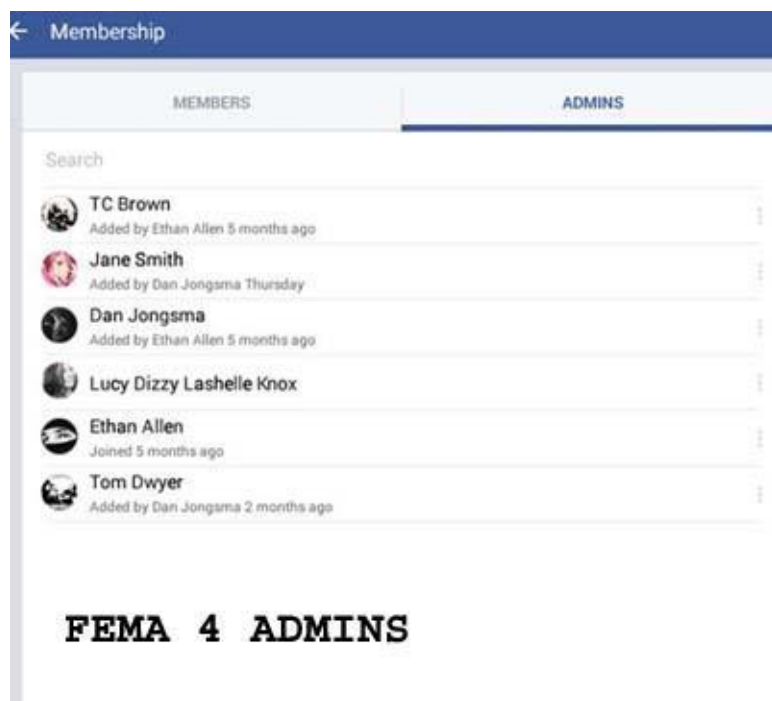 Membership
MEMBERS ADMINS
Search
TC Brown
Added by Ethan Allen 5 months ago
Jane Smith
Added by Dan Jongsma Thursday
Dan Jongsma
Added by Ethan Allen 5 months ago
Lucy Dizzy Lashelle Knox
Ethan Allen
Joined 5 months ago
Tom Dwyer
Added by Dan Jongsma 2 months ago
FEMA 4 ADMINS